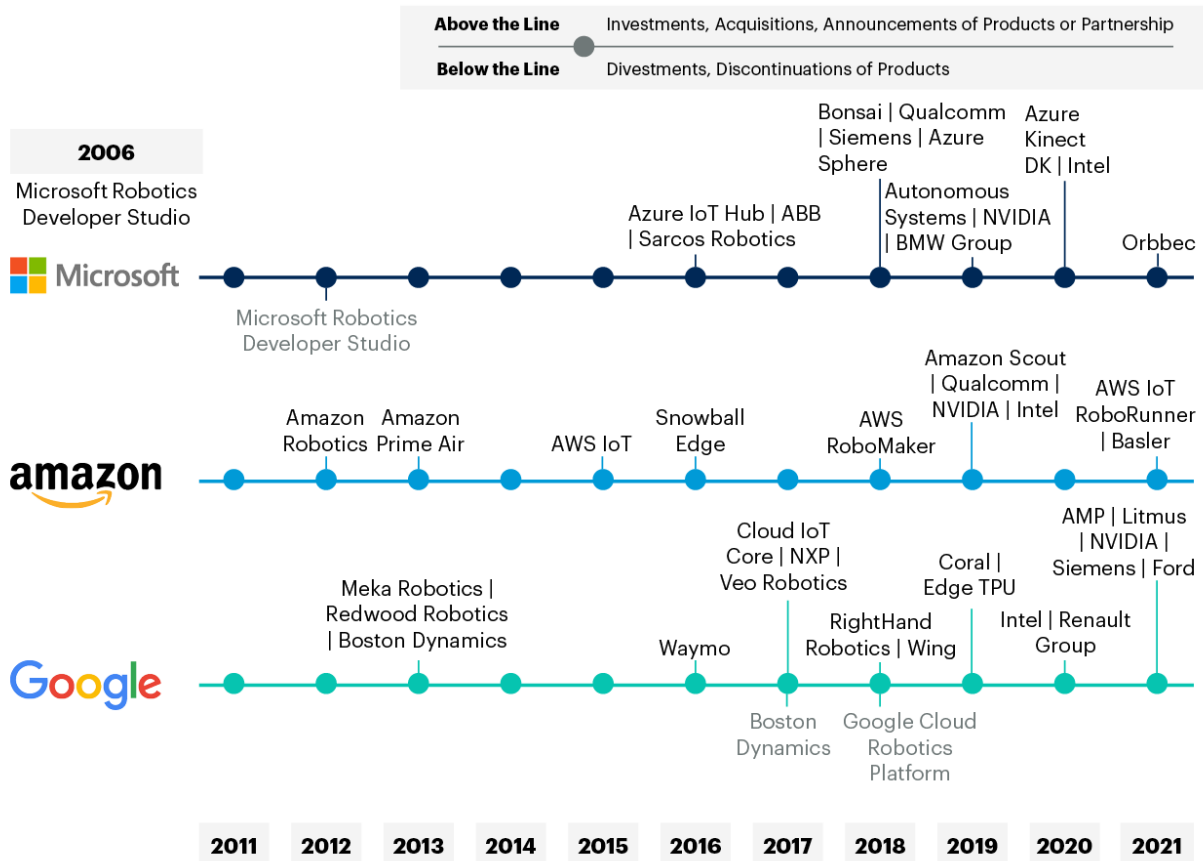 Above the Line Investments, Acquisitions, Announcements of Products or Partnership
Below the Line Divestments, Discontinuations of Products
2006
Microsoft Robotics
Developer Studio
Microsoft
Microsoft Robotics
Developer Studio
Azure IoT Hub | ABB
| Sarcos Robotics
Bonsai | Qualcomm
| Siemens | Azure
Sphere
Autonomous
Systems | NVIDIA
| BMW Group
Azure
Kinect
DK | Intel
Orbbec
amazon
Amazon
Robotics
Amazon
Prime Air
AWS IoT
Snowball
Edge
AWS
RoboMaker
Amazon Scout
| Qualcomm |
NVIDIA | Intel
AWS IoT
RoboRunner
| Basler
Google
Meka Robotics |
Redwood Robotics
| Boston Dynamics
Waymo
Cloud IoT
Core | NXP |
Veo Robotics
Boston
Dynamics
RightHand
Robotics | Wing
Google Cloud
Robotics
Platform
Coral |
Edge TPU
Intel | Renault
Group
AMP | Litmus
| NVIDIA |
Siemens | Ford
2011 2012 2013 2014 2015 2016 2017 2018 2019 2020 2021